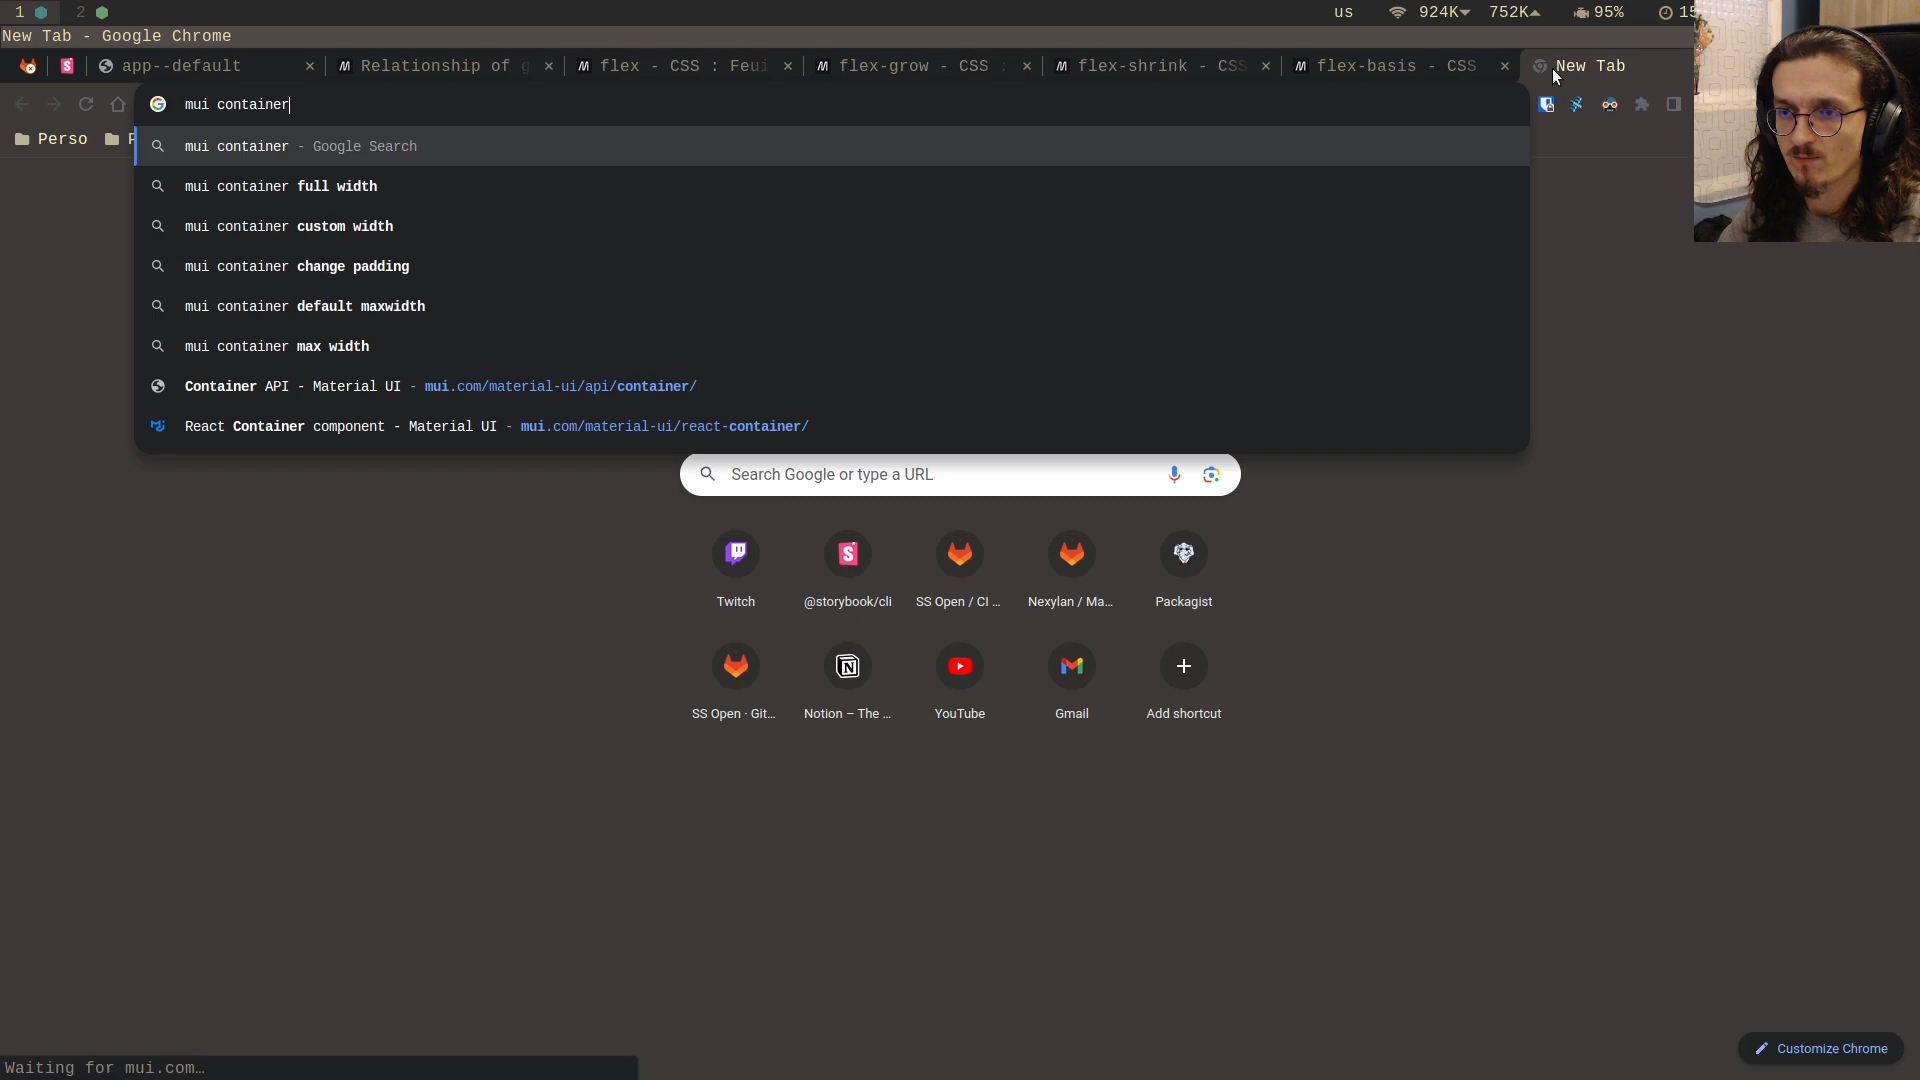 1 2 us 924K 752K 95% 15
New Tab - Google Chrome
app--default Relationship of g flex - CSS : Feui flex-grow - CSS : flex-shrink - CSS flex-basis - CSS New Tab
mui container
Perso
mui container - Google Search
mui container full width
mui container custom width
mui container change padding
mui container default maxwidth
mui container max width
Container API - Material UI - mui.com/material-ui/api/container/
React Container component - Material UI - mui.com/material-ui/react-container/
Search Google or type a URL
Twitch @storybook/cli SS Open / CI ... Nexylan / Ma... Packagist
SS Open · Git... Notion – The ... YouTube Gmail Add shortcut
Customize Chrome
Waiting for mui.com…